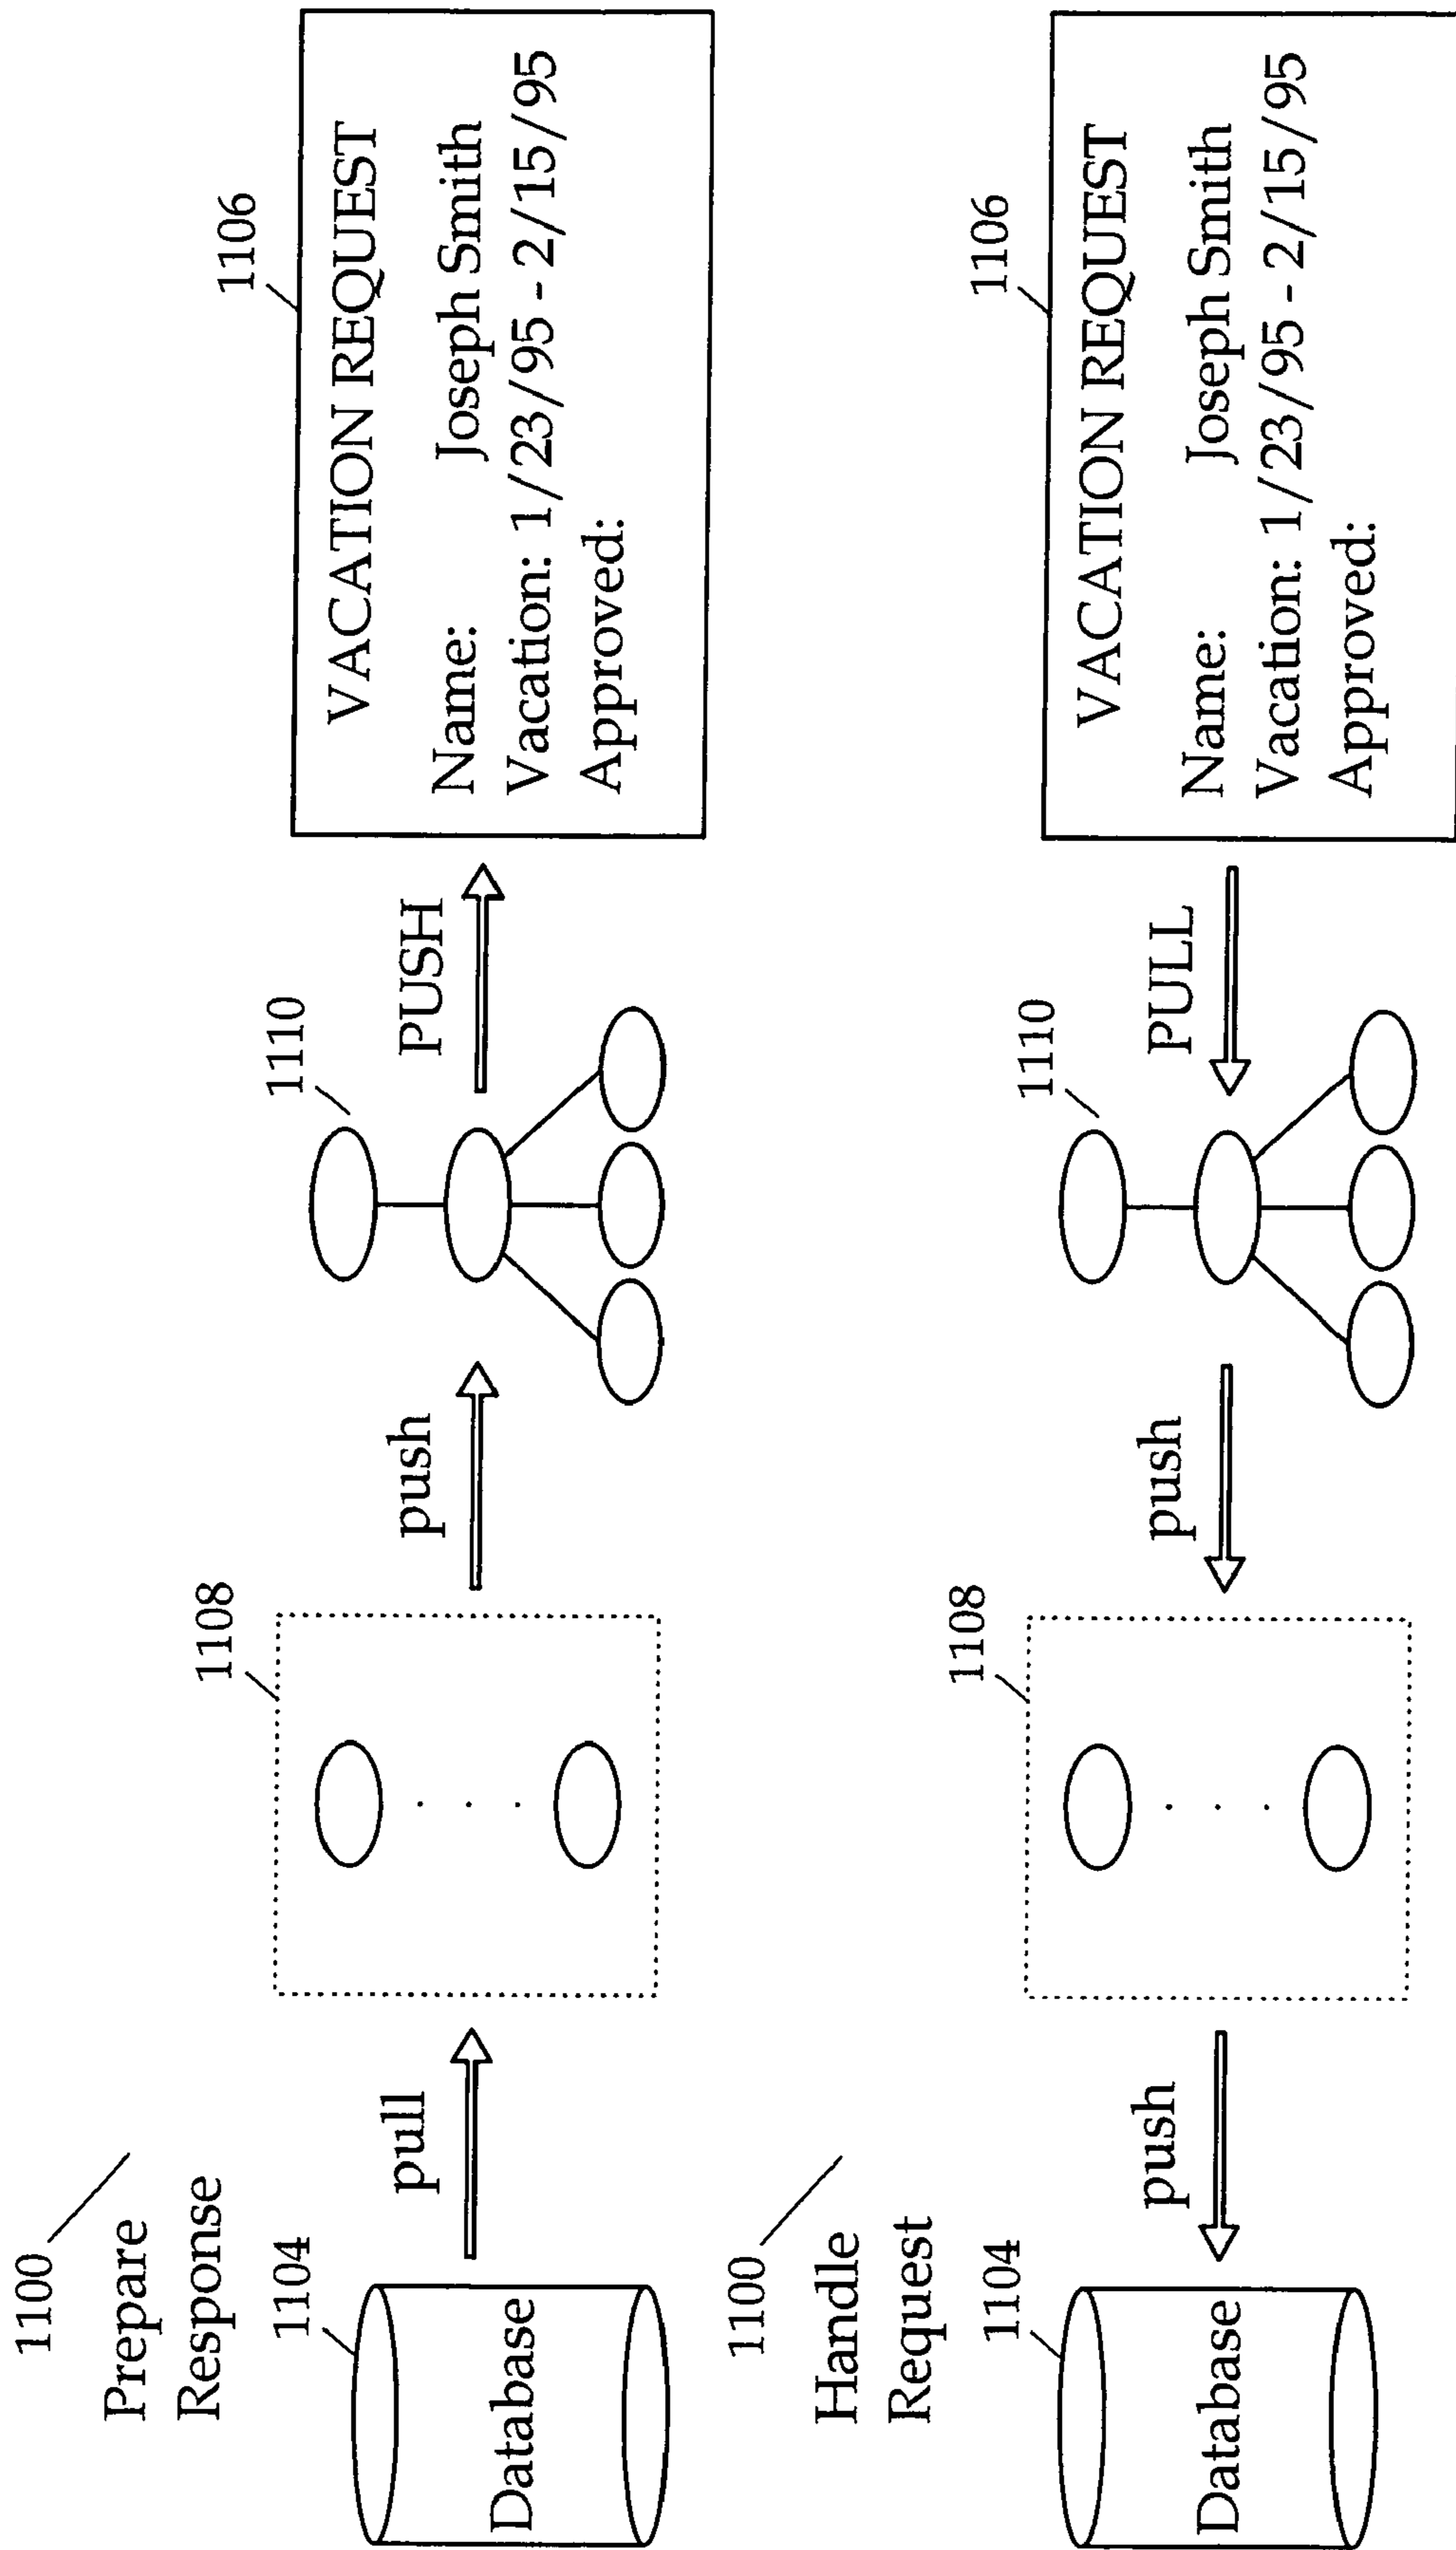 1100
Prepare
Response
1104
Database
pull
1108
push
1110
PUSH
1106
VACATION REQUEST
Name: Joseph Smith
Vacation: 1/23/95 - 2/15/95
Approved:
1100
Handle
Request
1104
Database
push
1108
push
1110
PULL
1106
VACATION REQUEST
Name: Joseph Smith
Vacation: 1/23/95 - 2/15/95
Approved: